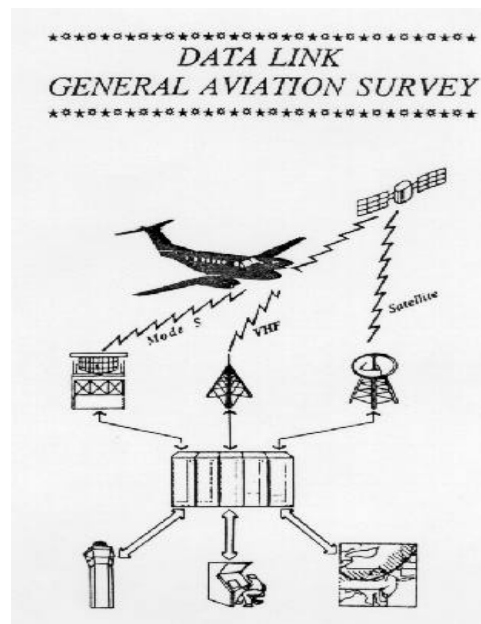 DATA LINK
GENERAL AVIATION SURVEY
Mode S
VHF
Satellite